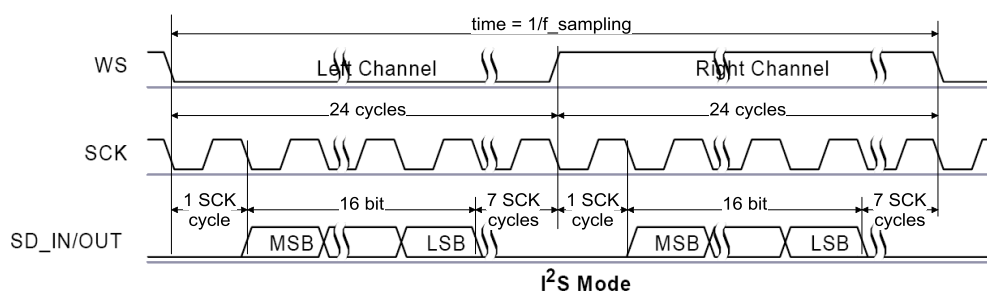 time = 1/f_sampling
WS
Left Channel
Right Channel
24 cycles
24 cycles
SCK
1 SCK
cycle
16 bit
7 SCK
cycles
1 SCK
cycle
16 bit
7 SCK
cycles
SD_IN/OUT
MSB
LSB
MSB
LSB
I²S Mode